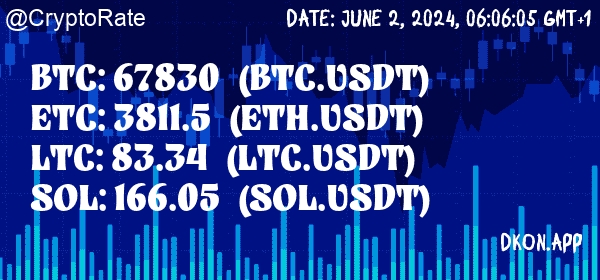 @CryptoRate
DATE: JUNE 2, 2024, 06:06:05 GMT+1
BTC: 67830 (BTC.USDT)
ETC: 3811.5 (ETH.USDT)
LTC: 83.34 (LTC.USDT)
SOL: 166.05 (SOL.USDT)
DKON.APP